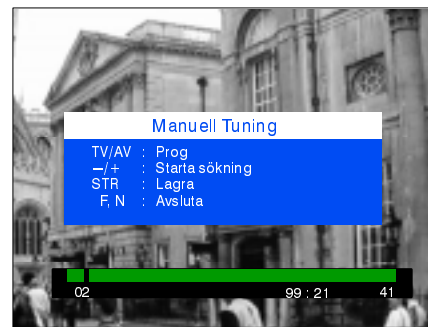 Manuell Tuning
TV/AV : Prog
–/+ : Starta sökning
STR : Lagra
F, N : Avsluta
02 99 : 21 41